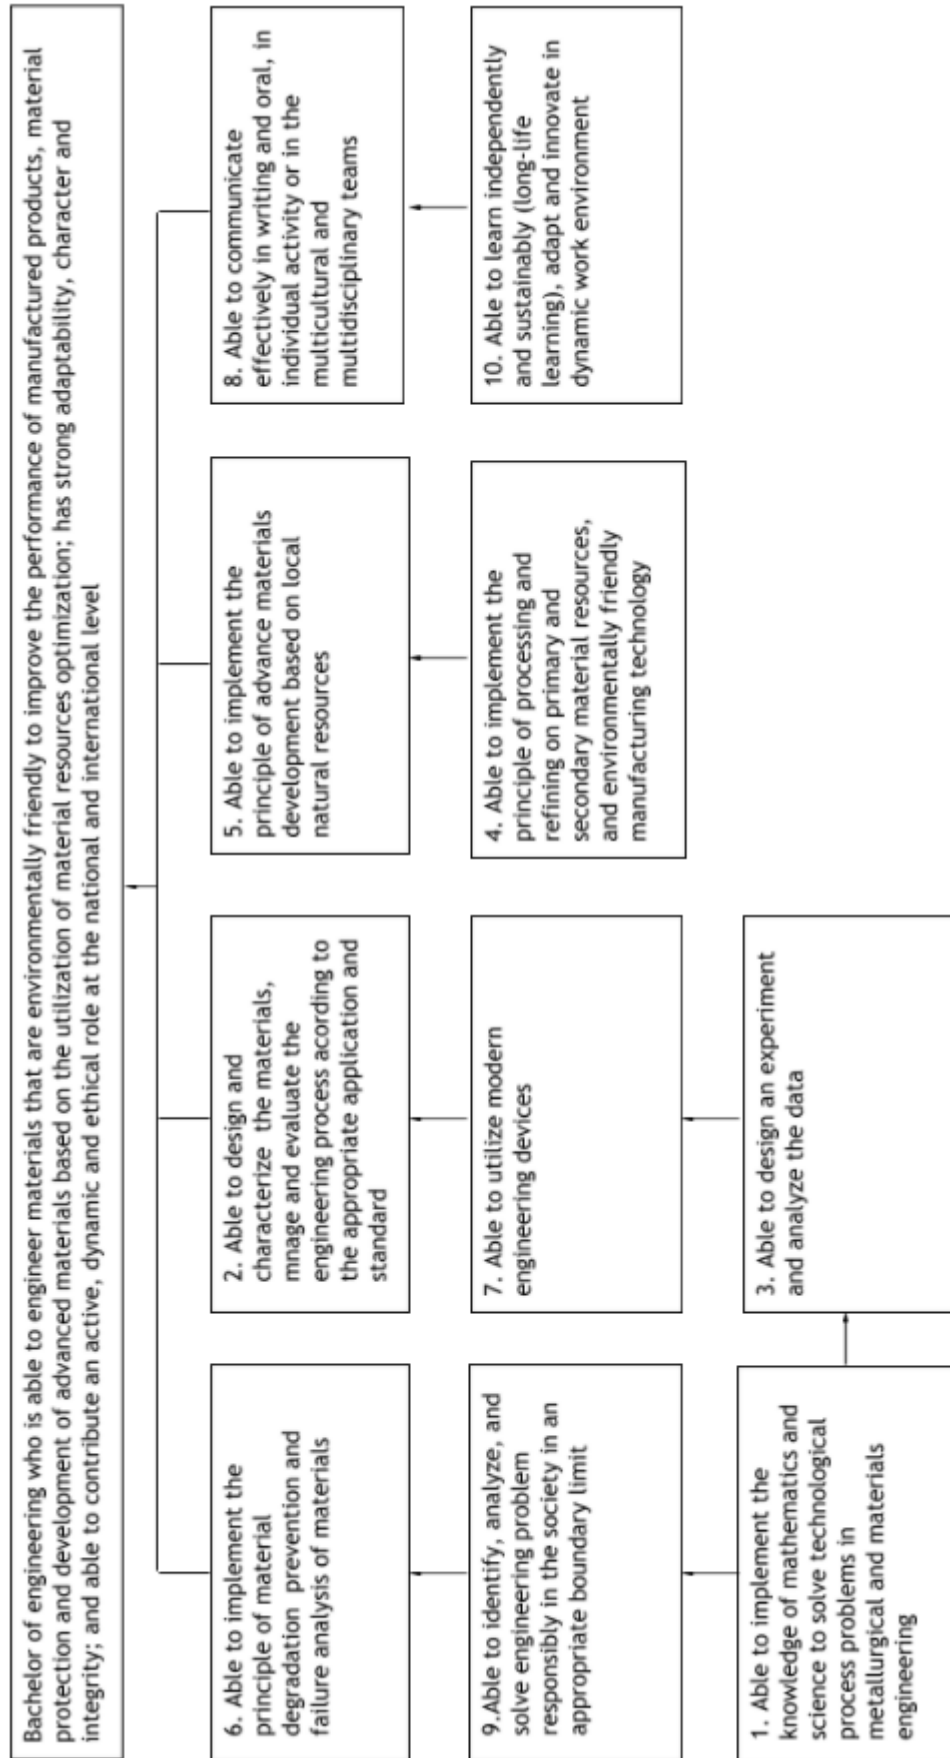 Bachelor of engineering who is able to engineer materials that are environmentally friendly to improve the performance of manufactured products, material
protection and development of advanced materials based on the utilization of material resources optimization; has strong adaptability, character and
integrity; and able to contribute an active, dynamic and ethical role at the national and international level
6. Able to implement the
principle of material
degradation prevention and
failure analysis of materials
2. Able to design and
characterize the materials,
mnage and evaluate the
engineering process acording to
the appropriate application and
standard
5. Able to implement the
principle of advance materials
development based on local
natural resources
8. Able to communicate
effectively in writing and oral, in
individual activity or in the
multicultural and
multidisciplinary teams
9.Able to identify, analyze, and
solve engineering problem
responsibly in the society in an
appropriate boundary limit
7. Able to utilize modern
engineering devices
4. Able to implement the
principle of processing and
refining on primary and
secondary material resources,
and environmentally friendly
manufacturing technology
10. Able to learn independently
and sustainably (long-life
learning), adapt and innovate in
dynamic work environment
1. Able to implement the
knowledge of mathematics and
science to solve technological
process problems in
metallurgical and materials
engineering
3. Able to design an experiment
and analyze the data